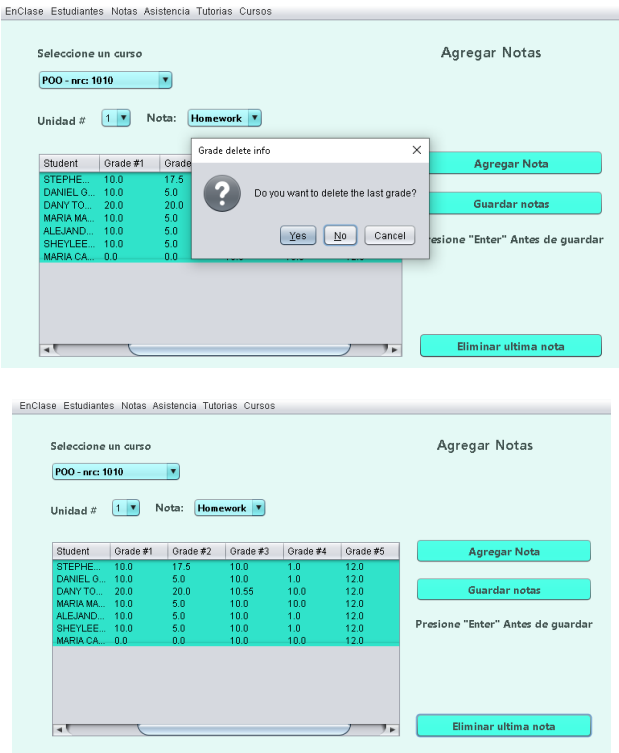 EnClase Estudiantes Notas Asistencia Tutorias Cursos
Seleccione un curso
Agregar Notas
POO - nrc: 1010
Unidad # 1 Nota: Homework
Grade delete info
Do you want to delete the last grade?
Yes No Cancel
Student Grade #1 Grade
STEPHE... 10.0 17.5
DANIEL G... 10.0 5.0
DANY TO... 20.0 20.0
MARIA MA... 10.0 5.0
ALEJAND... 10.0 5.0
SHEYLEE... 10.0 5.0
MARIA CA... 0.0 0.0
Agregar Nota
Guardar notas
esione "Enter" Antes de guardar
Eliminar ultima nota
EnClase Estudiantes Notas Asistencia Tutorias Cursos
Seleccione un curso
Agregar Notas
POO - nrc: 1010
Unidad # 1 Nota: Homework
Student Grade #1 Grade #2 Grade #3 Grade #4 Grade #5
STEPHE... 10.0 17.5 10.0 1.0 12.0
DANIEL G... 10.0 5.0 10.0 1.0 12.0
DANY TO... 20.0 20.0 10.55 10.0 12.0
MARIA MA... 10.0 5.0 10.0 10.0 12.0
ALEJAND... 10.0 5.0 10.0 1.0 12.0
SHEYLEE... 10.0 5.0 10.0 1.0 12.0
MARIA CA... 0.0 0.0 10.0 10.0 12.0
Agregar Nota
Guardar notas
Presione "Enter" Antes de guardar
Eliminar ultima nota